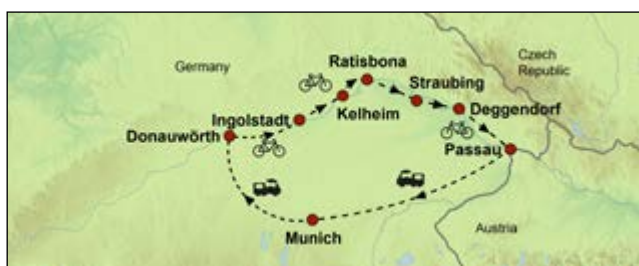 Ratisbona
Czech
Republic
Germany
Straubing
Ingolstadt
Kelheim
Deggendorf
Donauwörth
Passau
Munich
Austria